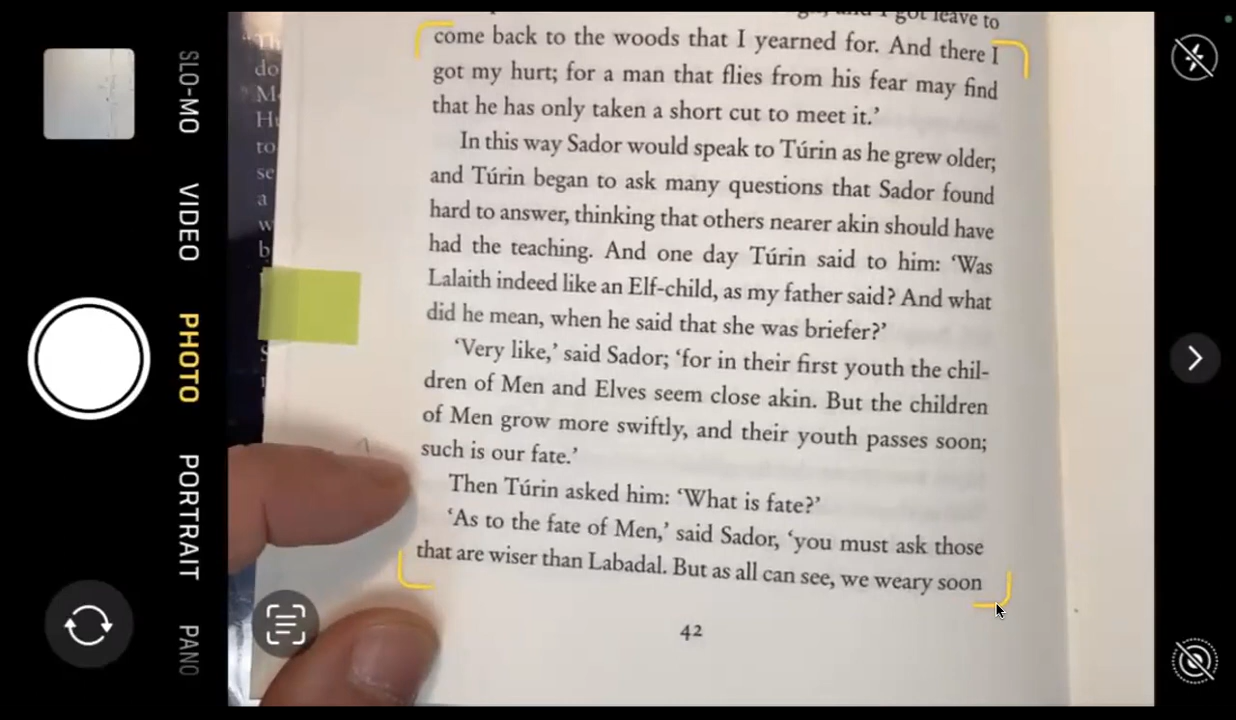 SLO-MO
VIDEO
PHOTO
PORTRAIT
PANO
Th
do
M
H
to
se
a
w
b
got leave to
come back to the woods that I yearned for. And there I
got my hurt; for a man that flies from his fear may find
that he has only taken a short cut to meet it.’
In this way Sador would speak to Túrin as he grew older;
and Túrin began to ask many questions that Sador found
hard to answer, thinking that others nearer akin should have
had the teaching. And one day Túrin said to him: ‘Was
Lalaith indeed like an Elf-child, as my father said? And what
did he mean, when he said that she was briefer?’
‘Very like,’ said Sador; ‘for in their first youth the chil-
dren of Men and Elves seem close akin. But the children
of Men grow more swiftly, and their youth passes soon;
such is our fate.’
Then Túrin asked him: ‘What is fate?’
‘As to the fate of Men,’ said Sador, ‘you must ask those
that are wiser than Labadal. But as all can see, we weary soon
42